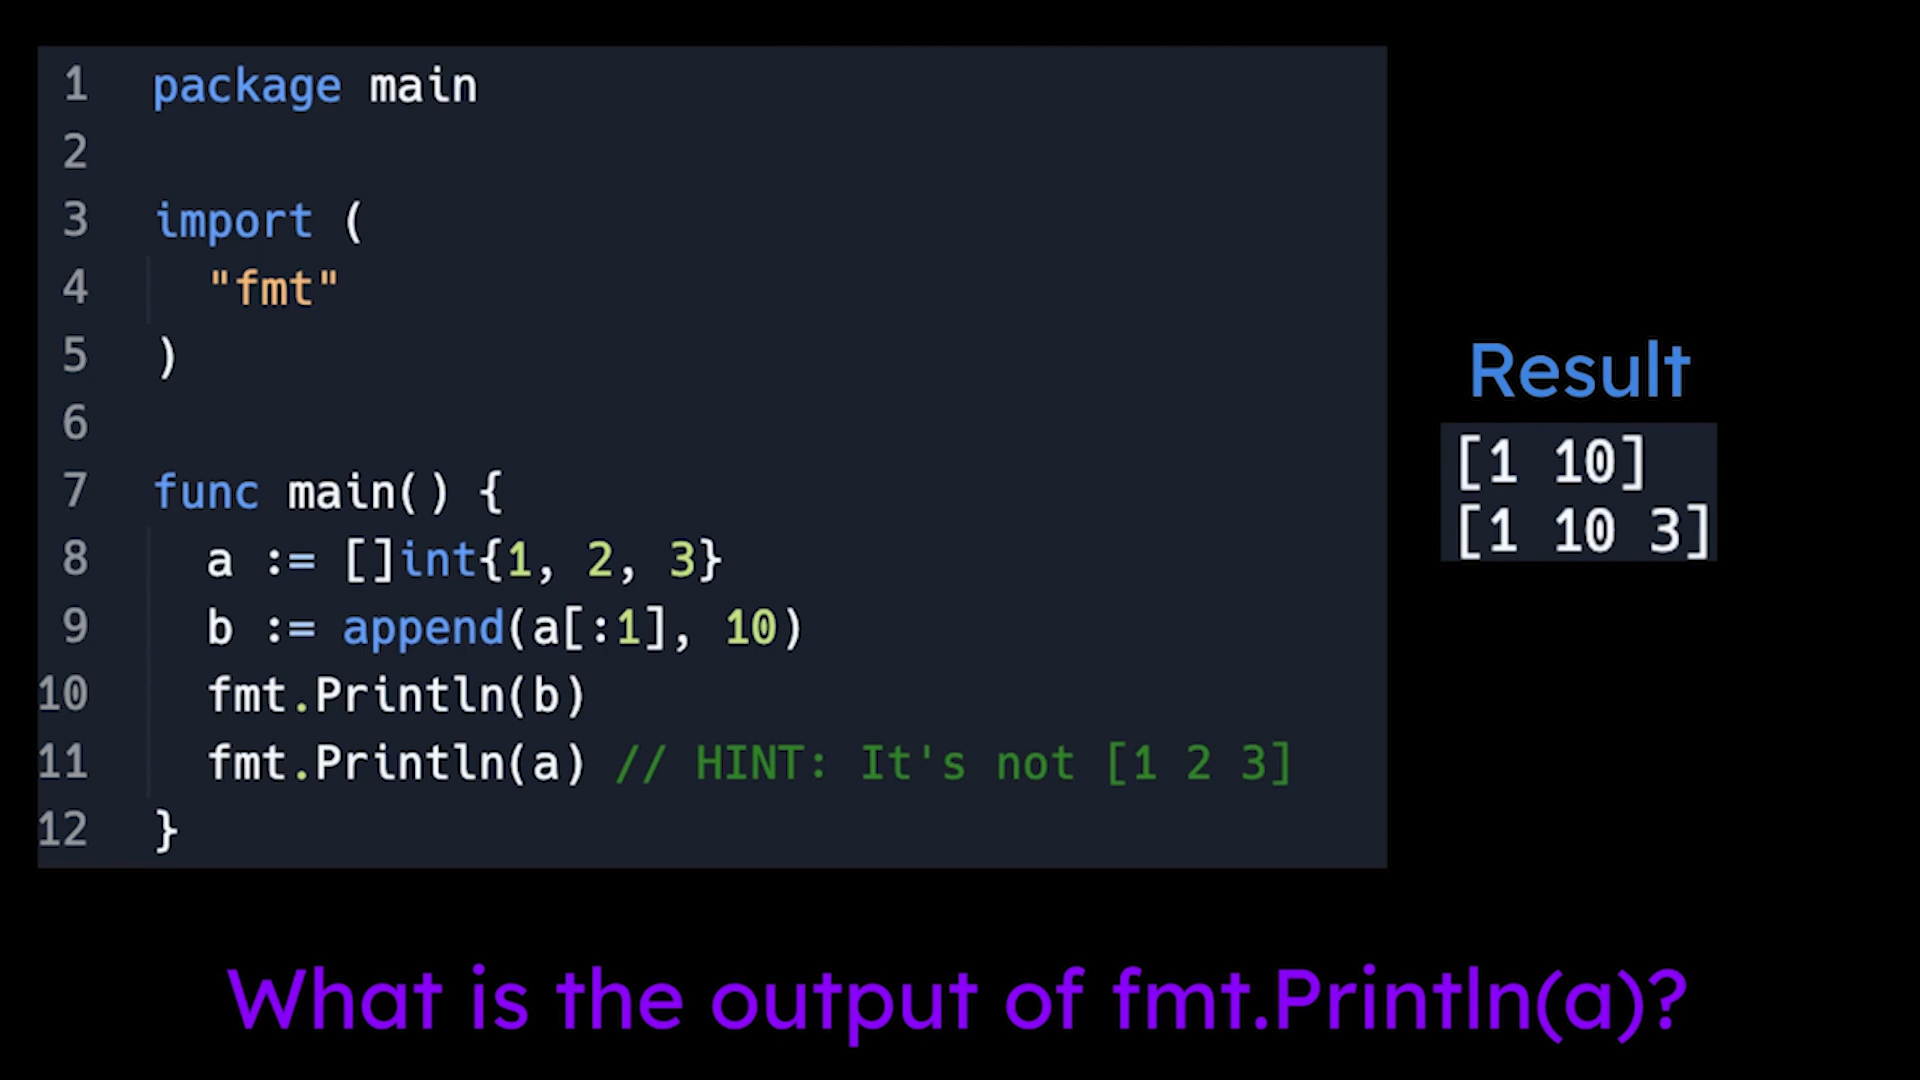 1 package main
2
3 import (
4   "fmt"
5 )
6
7 func main() {
8   a := []int{1, 2, 3}
9   b := append(a[:1], 10)
10   fmt.Println(b)
11   fmt.Println(a) // HINT: It's not [1 2 3]
12 }
Result
[1 10]
[1 10 3]
What is the output of fmt.Println(a)?